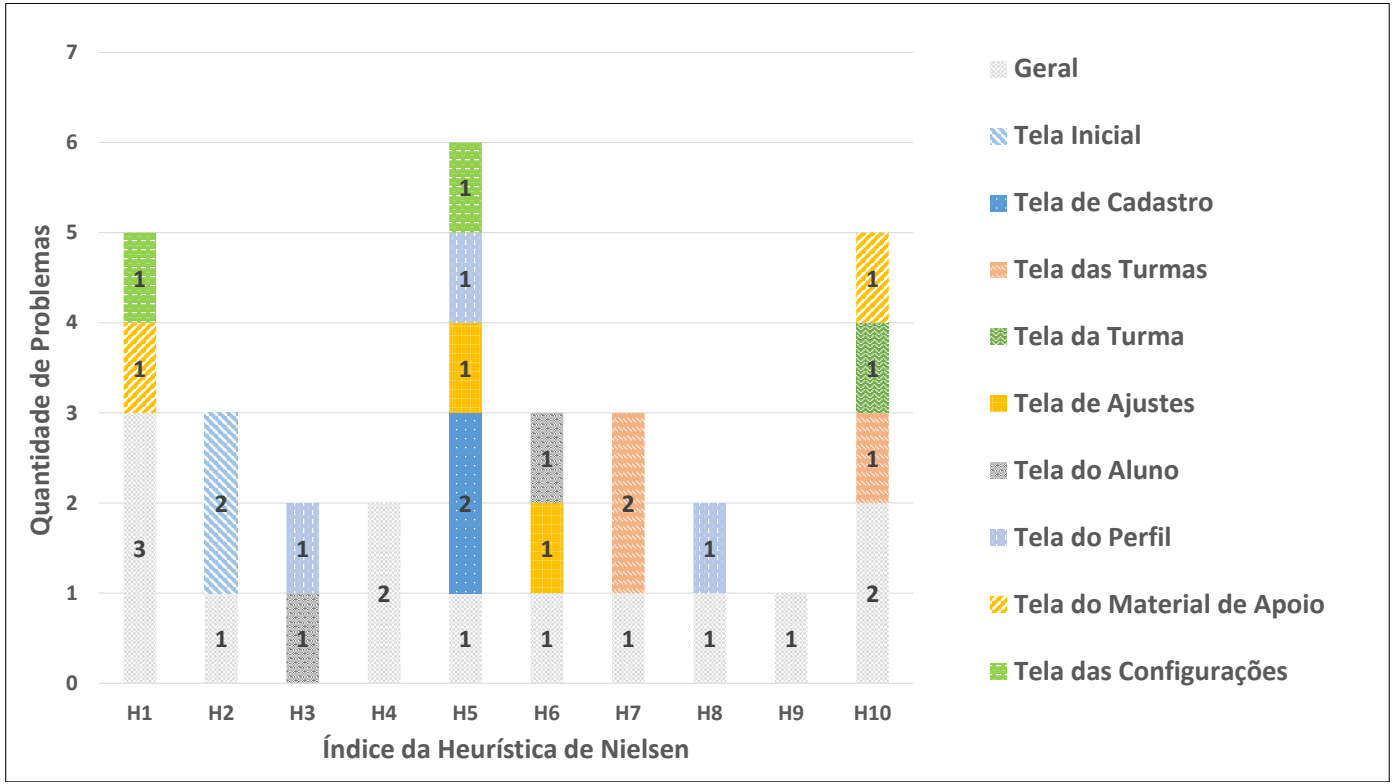 7
6
5
4
3
2
1
0
Quantidade de Problemas
3
1
1
1
2
1
1
2
1
2
1
1
1
1
1
1
1
2
1
1
1
2
1
1
1
H1 H2 H3 H4 H5 H6 H7 H8 H9 H10
Índice da Heurística de Nielsen
Geral
Tela Inicial
Tela de Cadastro
Tela das Turmas
Tela da Turma
Tela de Ajustes
Tela do Aluno
Tela do Perfil
Tela do Material de Apoio
Tela das Configurações